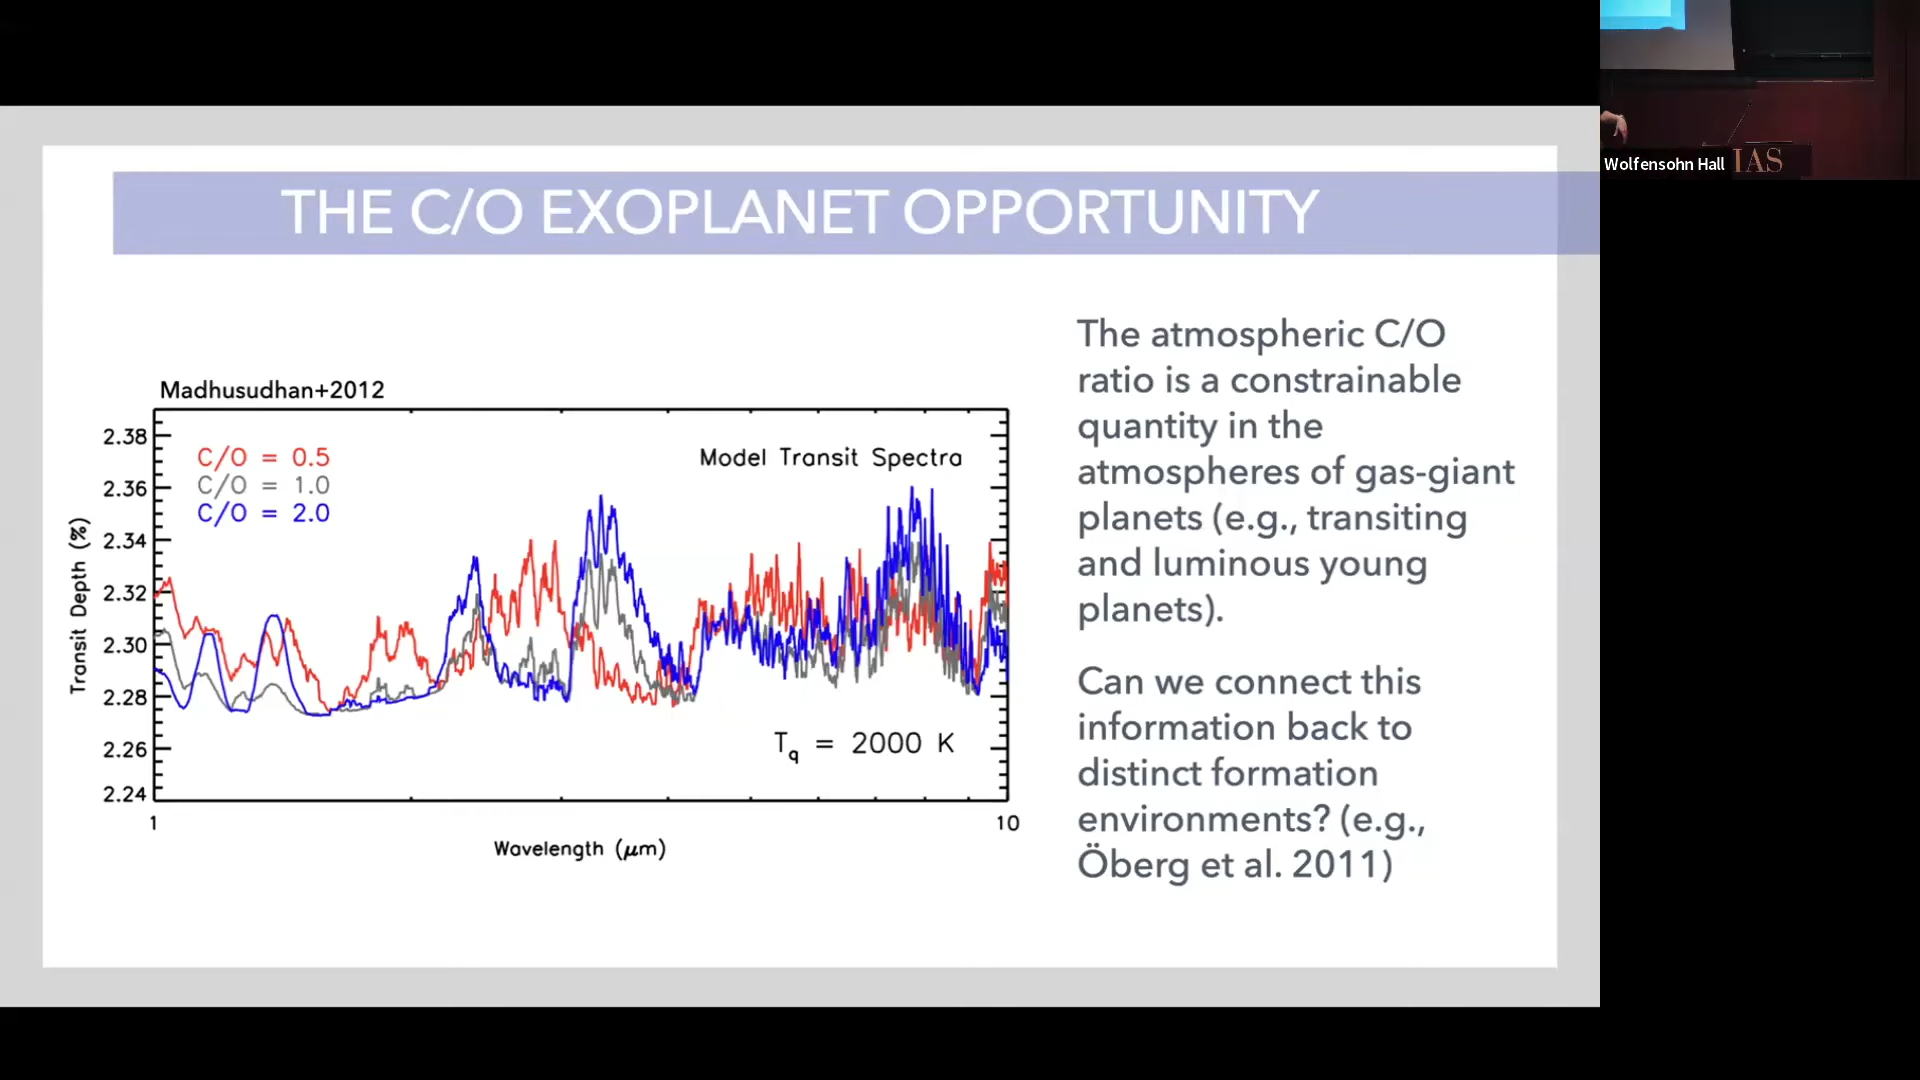 THE C/O EXOPLANET OPPORTUNITY
Wolfensohn Hall
IAS
Madhusudhan+2012
C/O = 0.5
C/O = 1.0
C/O = 2.0
Model Transit Spectra
Tq = 2000 K
Transit Depth (%)
2.38
2.36
2.34
2.32
2.30
2.28
2.26
2.24
1
10
Wavelength (μm)
The atmospheric C/O
ratio is a constrainable
quantity in the
atmospheres of gas-giant
planets (e.g., transiting
and luminous young
planets).
Can we connect this
information back to
distinct formation
environments? (e.g.,
Öberg et al. 2011)